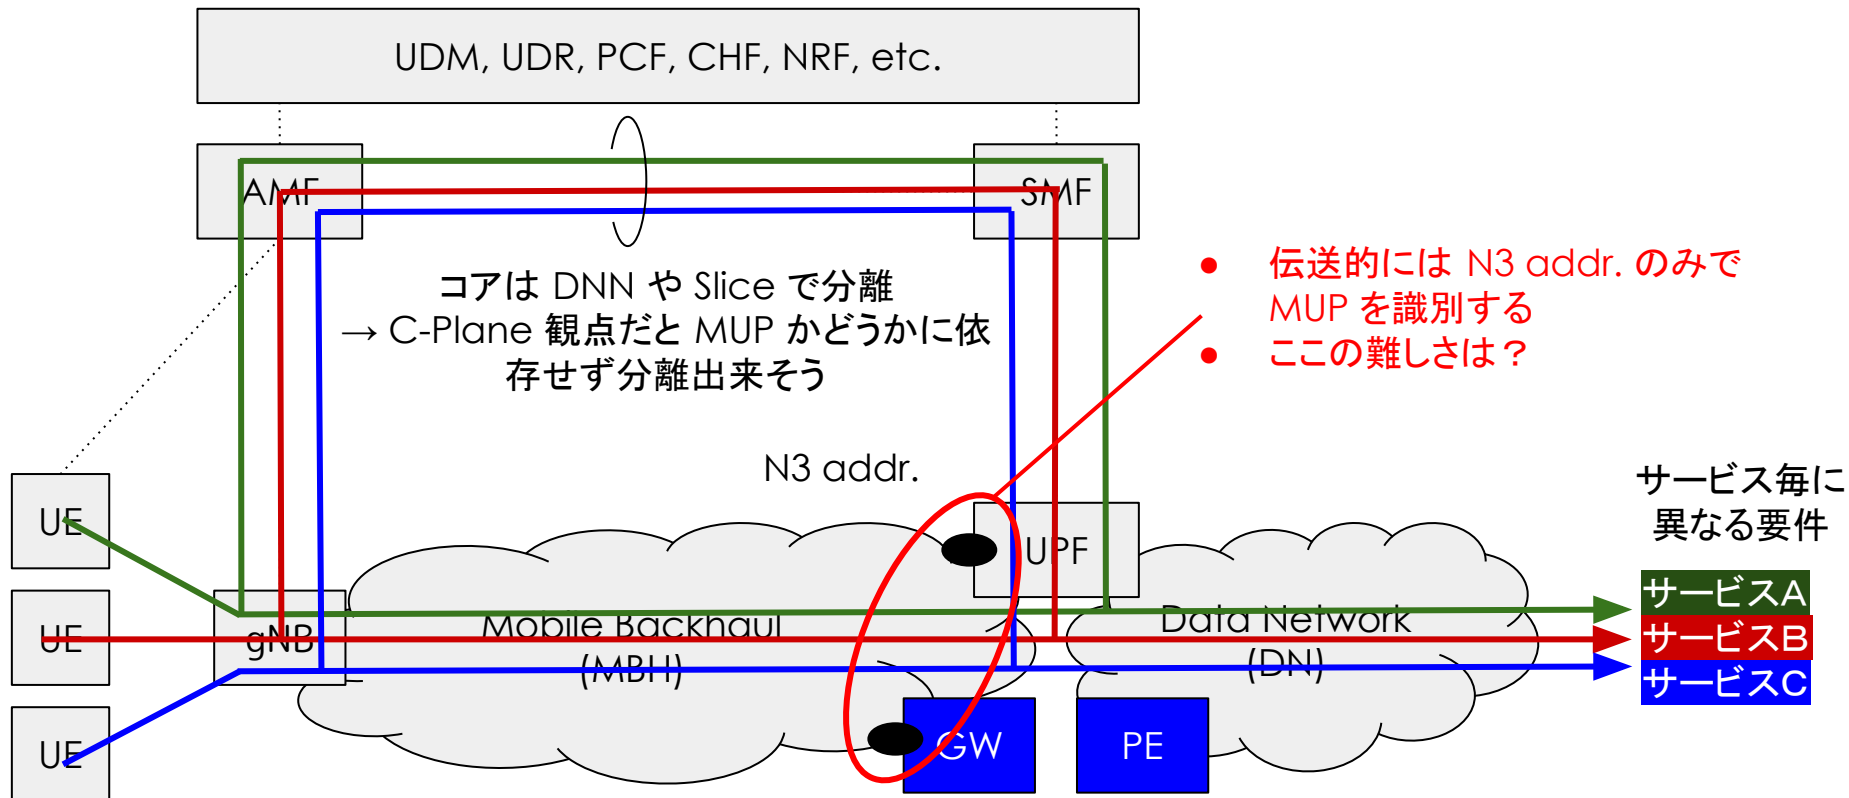 UDM, UDR, PCF, CHF, NRF, etc.
AMF
SMF
コアは DNN や Slice で分離
→ C-Plane 観点だと MUP かどうかに依
存せず分離出来そう
● 伝送的には N3 addr. のみで
MUP を識別する
● ここの難しさは？
N3 addr.
サービス毎に
異なる要件
UE
UPF
サービスA
UE
gNB
Mobile Backhaul
(MBH)
Data Network
(DN)
サービスB
サービスC
UE
GW
PE